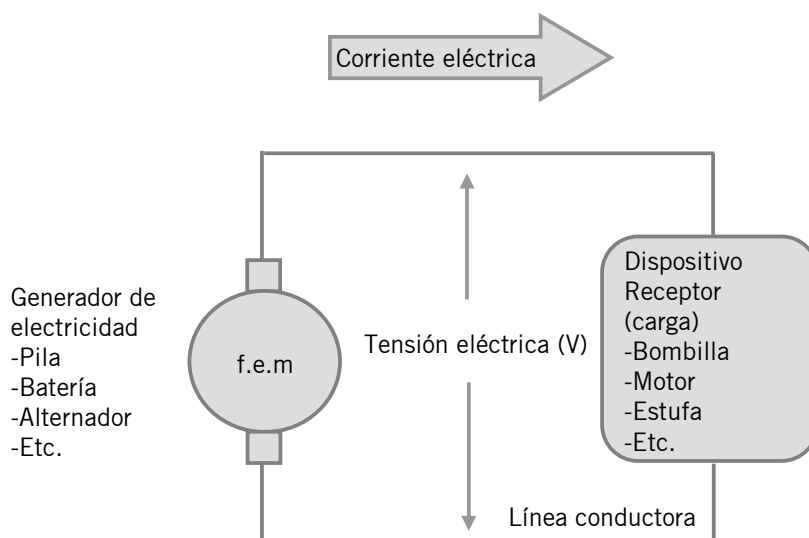 Corriente eléctrica
Generador de
electricidad
-Pila
-Batería
-Alternador
-Etc.
f.e.m
Tensión eléctrica (V)
Dispositivo
Receptor
(carga)
-Bombilla
-Motor
-Estufa
-Etc.
Línea conductora